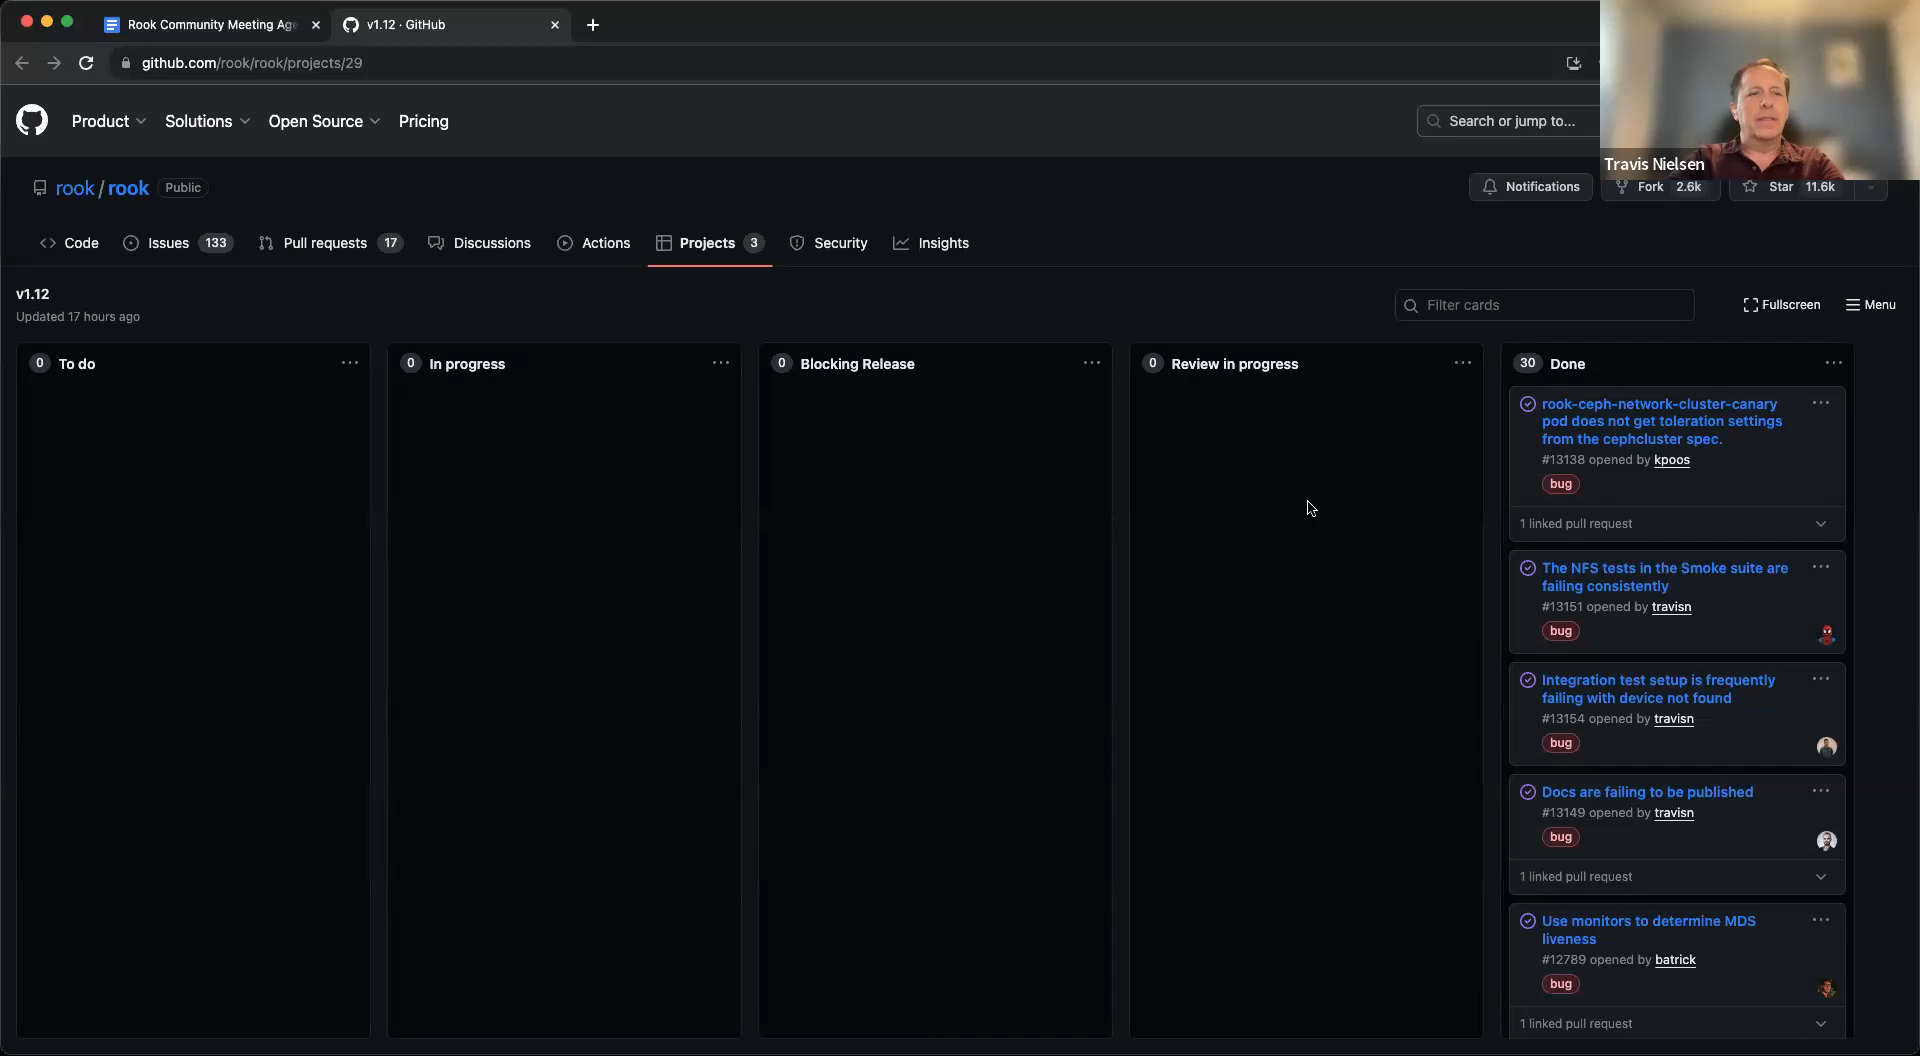 Rook Community Meeting Age
v1.12 · GitHub
github.com/rook/rook/projects/29
Product
Solutions
Open Source
Pricing
Search or jump to...
Travis Nielsen
rook / rook
Public
Notifications
Fork 2.6k
Star 11.6k
Code
Issues 133
Pull requests 17
Discussions
Actions
Projects 3
Security
Insights
v1.12
Updated 17 hours ago
Filter cards
Fullscreen
Menu
0 To do
0 In progress
0 Blocking Release
0 Review in progress
30 Done
rook-ceph-network-cluster-canary
pod does not get toleration settings
from the cephcluster spec.
#13138 opened by kpoos
bug
1 linked pull request
The NFS tests in the Smoke suite are
failing consistently
#13151 opened by travisn
bug
Integration test setup is frequently
failing with device not found
#13154 opened by travisn
bug
Docs are failing to be published
#13149 opened by travisn
bug
1 linked pull request
Use monitors to determine MDS
liveness
#12789 opened by batrick
bug
1 linked pull request